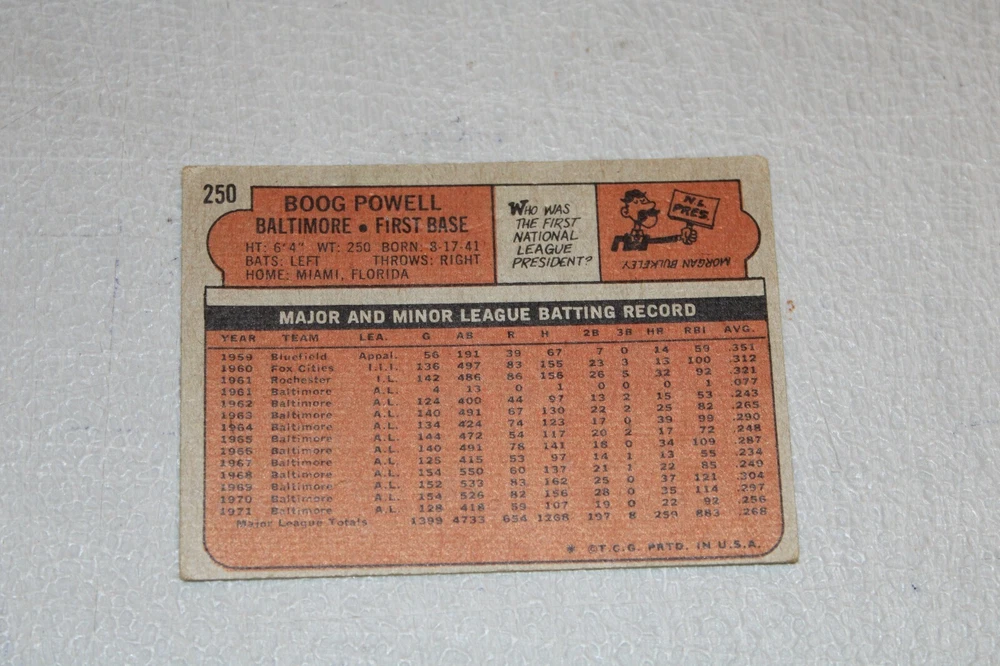 250
BOOG POWELL
BALTIMORE • FIRST BASE
HT: 6'4" WT: 250 BORN: 8-17-41
BATS: LEFT THROWS: RIGHT
HOME: MIAMI, FLORIDA
WHO WAS
THE FIRST
NATIONAL
LEAGUE
PRESIDENT?
N.L.
PRES.
MORGAN BULKELEY
MAJOR AND MINOR LEAGUE BATTING RECORD
YEAR TEAM LEA. G AB R H 2B 3B HR RBI AVG.
1959 Bluefield Appal. 56 191 39 67 7 0 14 59 .351
1960 Fox Cities I.I.I. 136 497 83 155 23 3 13 100 .312
1961 Rochester I.L. 142 486 86 156 26 5 32 92 .321
1961 Baltimore A.L. 4 13 0 1 0 0 0 1 .077
1962 Baltimore A.L. 124 400 44 97 13 2 15 53 .243
1963 Baltimore A.L. 140 491 67 130 22 2 25 82 .265
1964 Baltimore A.L. 134 424 74 123 17 0 39 99 .290
1965 Baltimore A.L. 144 472 54 117 20 2 17 72 .248
1966 Baltimore A.L. 140 491 78 141 18 0 34 109 .287
1967 Baltimore A.L. 125 415 53 97 14 1 13 55 .234
1968 Baltimore A.L. 154 550 60 137 21 1 22 85 .249
1969 Baltimore A.L. 152 533 83 162 25 0 37 121 .304
1970 Baltimore A.L. 154 526 82 156 28 0 35 114 .297
1971 Baltimore A.L. 128 418 59 107 19 0 22 92 .256
Major League Totals 1399 4733 654 1268 197 8 259 883 .268
* ©T.C.G. PRTD. IN U.S.A.